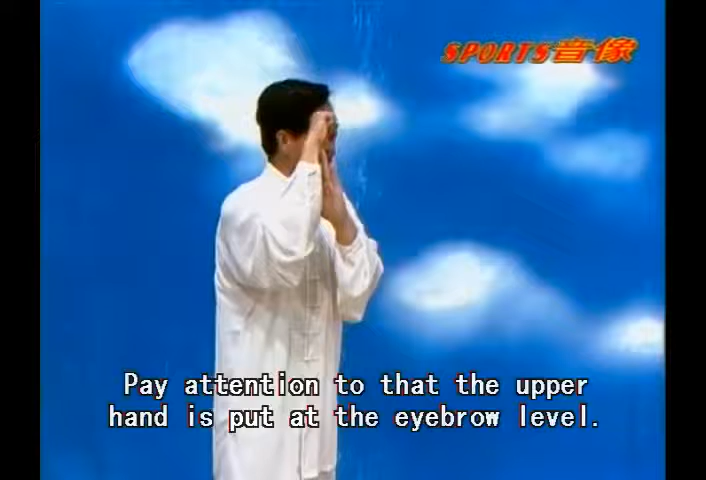 SPORTS音像
Pay attention to that the upper
hand is put at the eyebrow level.